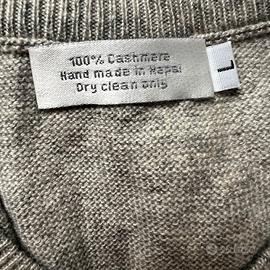 100% Cashmere
Hand made in Nepal
Dry clean only
L